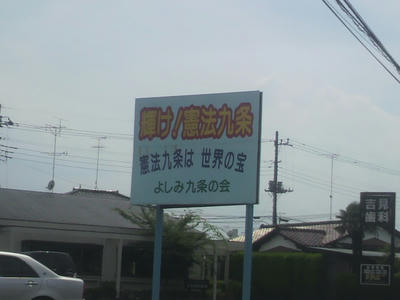 輝け!憲法九条
憲法九条は 世界の宝
よしみ九条の会
吉見
歯科